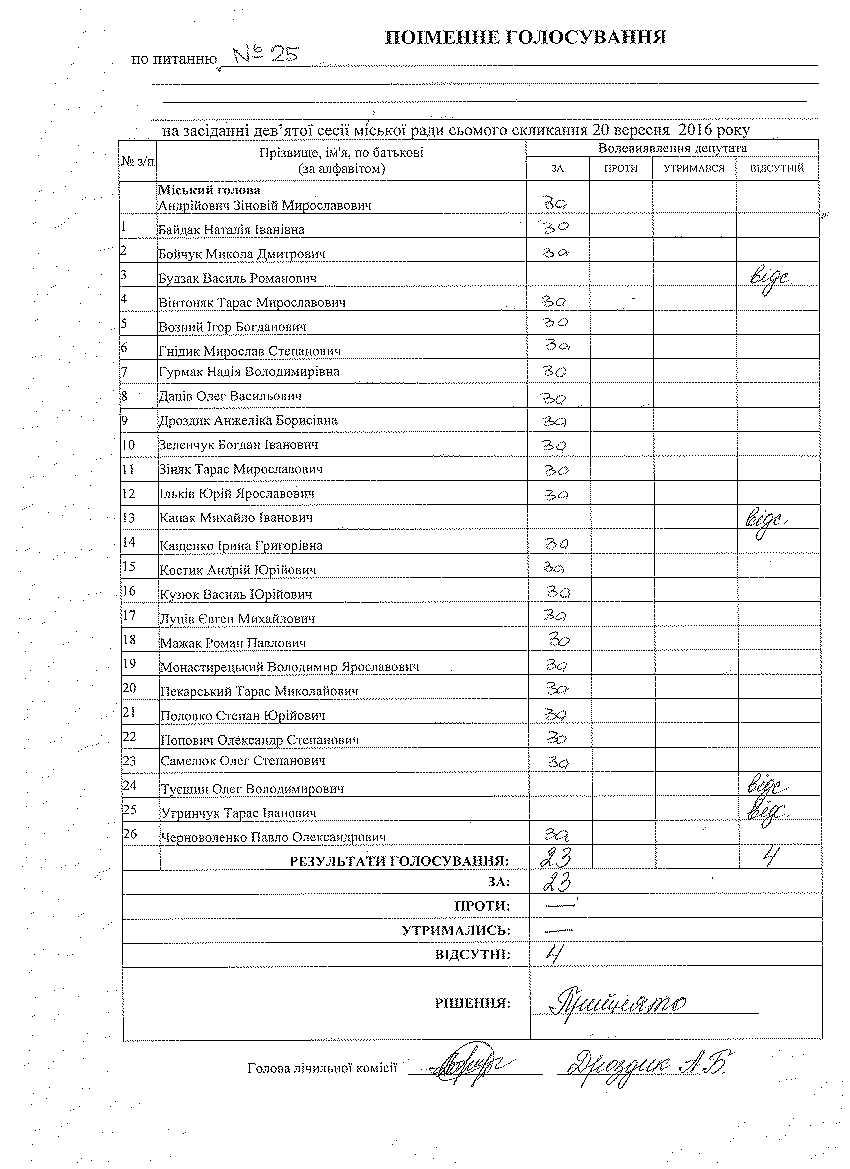 ПОІМЕННЕ ГОЛОСУВАННЯ
по питанню № 25
на засіданні дев’ятої сесії міської ради сьомого скликання 20 вересня 2016 року
№ з/п Прізвище, ім'я, по батькові (за алфавітом) Волевиявлення депутата
ЗА ПРОТИ УТРИМАВСЯ ВІДСУТНІЙ
Міський голова
Андрійович Зіновій Мирославович за
1 Байдак Наталія Іванівна за
2 Бойчук Микола Дмитрович за
3 Будзак Василь Романович відс
4 Вінтоняк Тарас Мирославович за
5 Возний Ігор Богданович за
6 Гнідик Мирослав Степанович за
7 Гурмак Надія Володимирівна за
8 Даців Олег Васильович за
9 Дроздик Анжеліка Борисівна за
10 Зеленчук Богдан Іванович за
11 Зіняк Тарас Мирославович за
12 Ільків Юрій Ярославович за
13 Капак Михайло Іванович відс.
14 Кащенко Ірина Григорівна за
15 Костик Андрій Юрійович за
16 Кузюк Василь Юрійович за
17 Луців Євген Михайлович за
18 Мажак Роман Павлович за
19 Монастирецький Володимир Ярославович за
20 Пекарський Тарас Миколайович за
21 Половко Степан Юрійович за
22 Попович Олександр Степанович за
23 Самелюк Олег Степанович за
24 Туєшин Олег Володимирович відс
25 Угринчук Тарас Іванович відс.
26 Черноволенко Павло Олександрович за
РЕЗУЛЬТАТИ ГОЛОСУВАННЯ: 23 4
ЗА: 23
ПРОТИ: —
УТРИМАЛИСЬ: —
ВІДСУТНІ: 4
РІШЕННЯ: Прийнято
Голова лічильної комісії Дроздик А.Б.